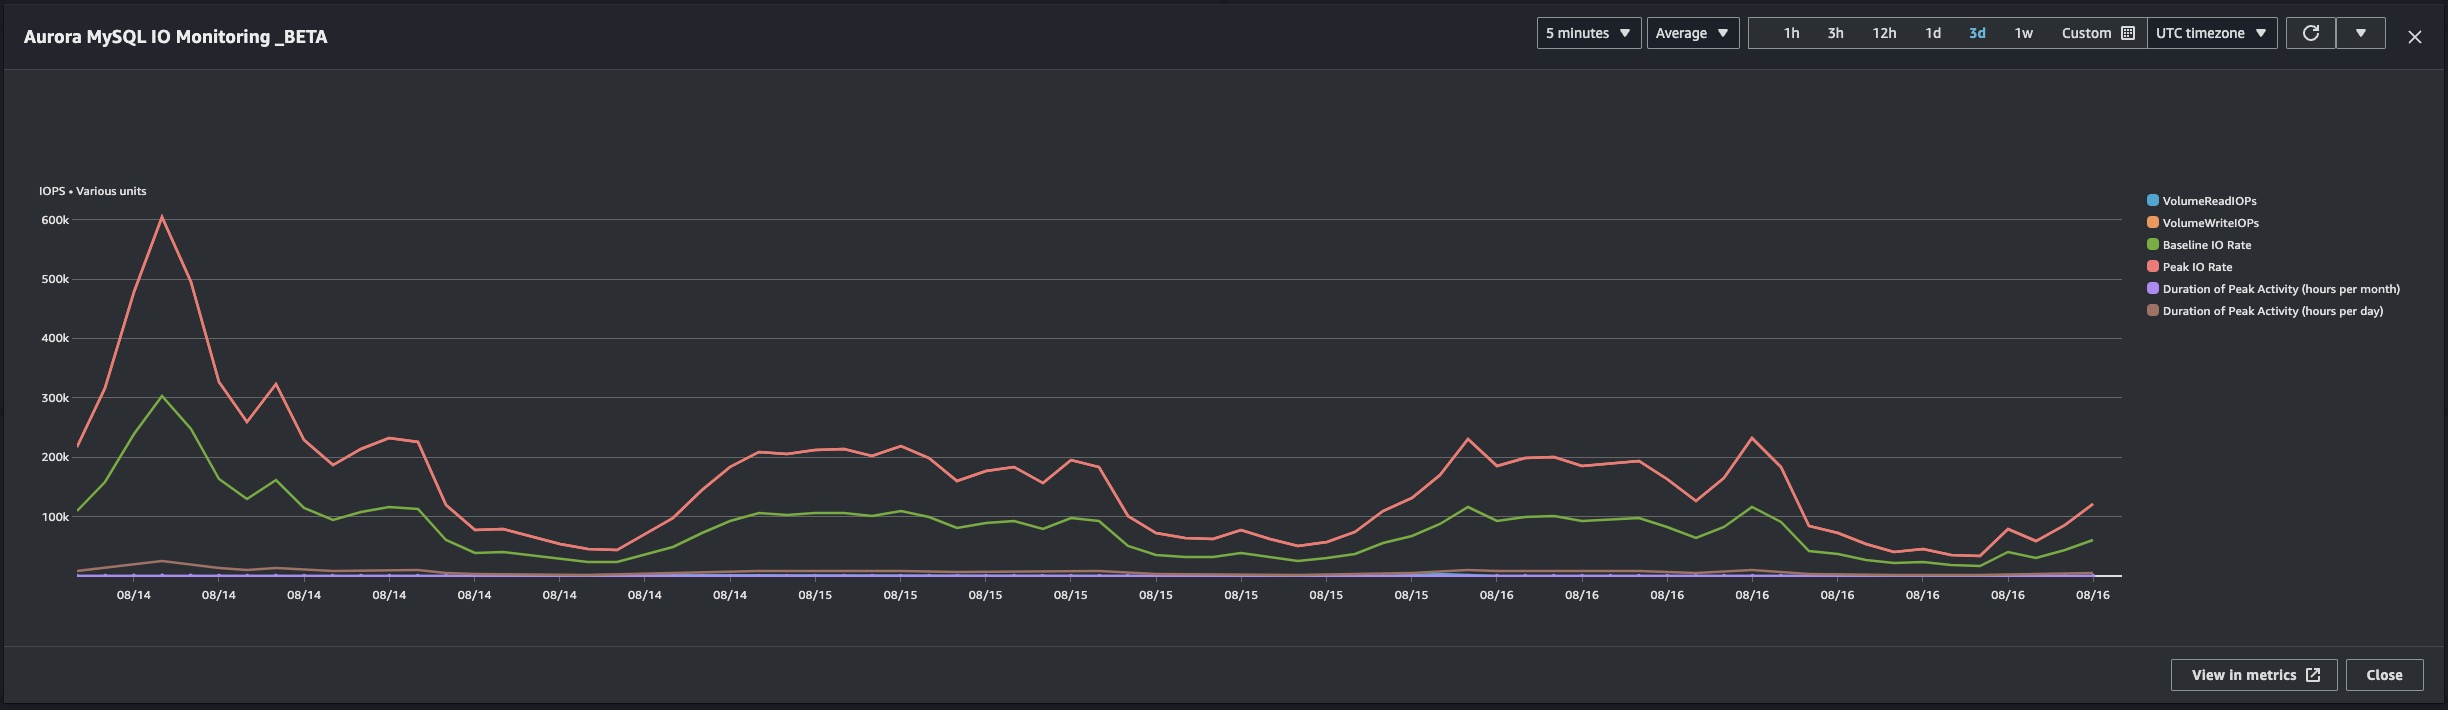 Aurora MySQL IO Monitoring _BETA
5 minutes Average 1h 3h 12h 1d 3d 1w Custom UTC timezone
IOPS • Various units
600k
500k
400k
300k
200k
100k
08/14 08/14 08/14 08/14 08/14 08/14 08/14 08/14 08/15 08/15 08/15 08/15 08/15 08/15 08/15 08/15 08/16 08/16 08/16 08/16 08/16 08/16 08/16 08/16
VolumeReadIOPs
VolumeWriteIOPs
Baseline IO Rate
Peak IO Rate
Duration of Peak Activity (hours per month)
Duration of Peak Activity (hours per day)
View in metrics Close